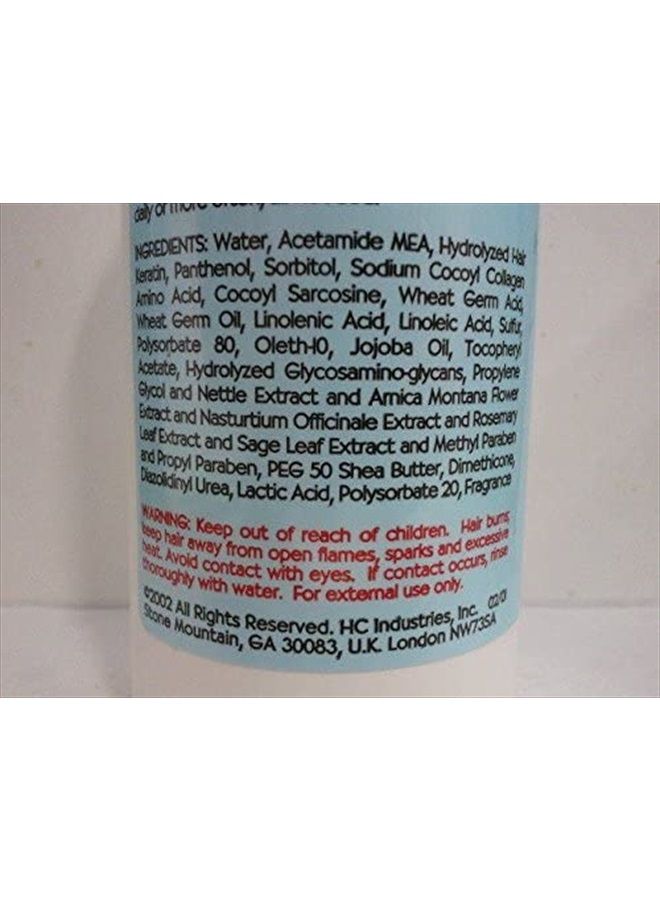 daily or more often,
INGREDIENTS: Water, Acetamide MEA, Hydrolyzed Hair
Keratin, Panthenol, Sorbitol, Sodium Cocoyl Collagen
Amino Acid, Cocoyl Sarcosine, Wheat Germ Acid,
Wheat Germ Oil, Linolenic Acid, Linoleic Acid, Sulfur,
Polysorbate 80, Oleth-10, Jojoba Oil, Tocopheryl
Acetate, Hydrolyzed Glycosamino-glycans, Propylene
Glycol and Nettle Extract and Arnica Montana Flower
Extract and Nasturtium Officinale Extract and Rosemary
Leaf Extract and Sage Leaf Extract and Methyl Paraben
and Propyl Paraben, PEG 50 Shea Butter, Dimethicone,
Diazolidinyl Urea, Lactic Acid, Polysorbate 20, Fragrance
WARNING: Keep out of reach of children. Hair burns,
keep hair away from open flames, sparks and excessive
heat. Avoid contact with eyes. If contact occurs, rinse
thoroughly with water. For external use only.
©2002 All Rights Reserved. HC Industries, Inc. 02/01
Stone Mountain, GA 30083, U.K. London NW73SA